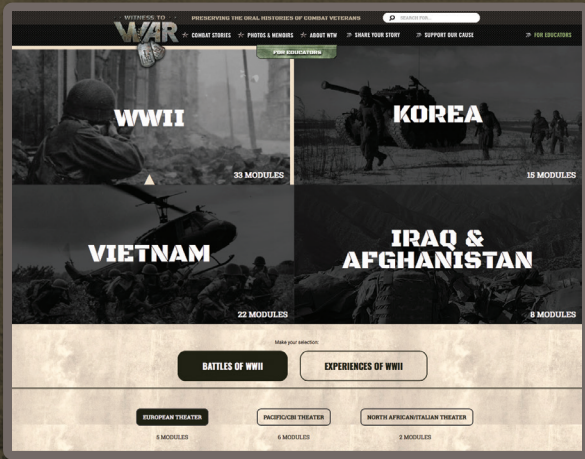 WITNESS TO
WAR
PRESERVING THE ORAL HISTORIES OF COMBAT VETERANS
SEARCH FOR...
COMBAT STORIES
PHOTOS & MEMOIRS
ABOUT WTW
SHARE YOUR STORY
SUPPORT OUR CAUSE
FOR EDUCATORS
FOR EDUCATORS
WWII
33 MODULES
KOREA
15 MODULES
VIETNAM
22 MODULES
IRAQ &
AFGHANISTAN
8 MODULES
Make your selection:
BATTLES OF WWII
EXPERIENCES OF WWII
EUROPEAN THEATER
PACIFIC/CBI THEATER
NORTH AFRICAN/ITALIAN THEATER
5 MODULES
6 MODULES
2 MODULES